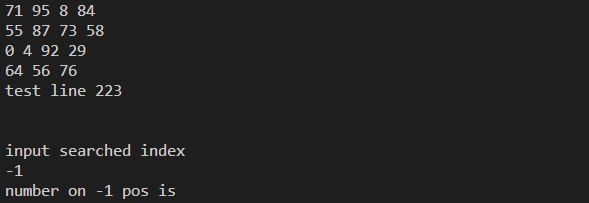 71 95 8 84
55 87 73 58
0 4 92 29
64 56 76
test line 223
input searched index
-1
number on -1 pos is